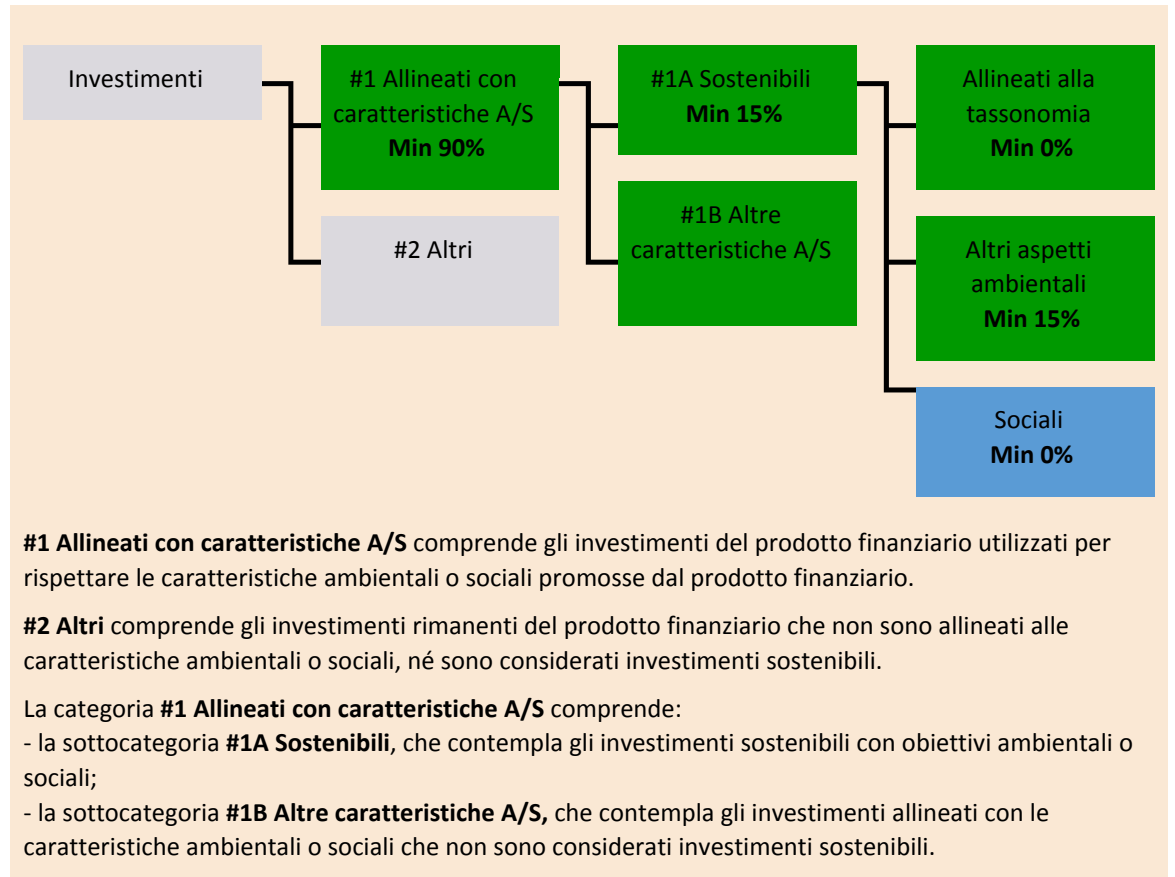 Investimenti
#1 Allineati con
caratteristiche A/S
Min 90%
#2 Altri
#1A Sostenibili
Min 15%
#1B Altre
caratteristiche A/S
Allineati alla
tassonomia
Min 0%
Altri aspetti
ambientali
Min 15%
Sociali
Min 0%
#1 Allineati con caratteristiche A/S comprende gli investimenti del prodotto finanziario utilizzati per
rispettare le caratteristiche ambientali o sociali promosse dal prodotto finanziario.
#2 Altri comprende gli investimenti rimanenti del prodotto finanziario che non sono allineati alle
caratteristiche ambientali o sociali, né sono considerati investimenti sostenibili.
La categoria #1 Allineati con caratteristiche A/S comprende:
- la sottocategoria #1A Sostenibili, che contempla gli investimenti sostenibili con obiettivi ambientali o
sociali;
- la sottocategoria #1B Altre caratteristiche A/S, che contempla gli investimenti allineati con le
caratteristiche ambientali o sociali che non sono considerati investimenti sostenibili.